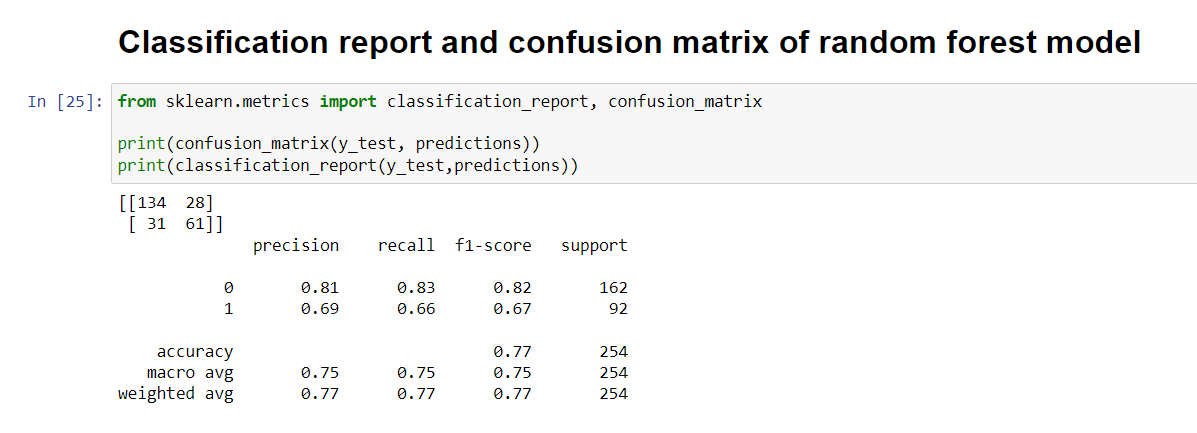 Classification report and confusion matrix of random forest model
In [25]: from sklearn.metrics import classification_report, confusion_matrix
print(confusion_matrix(y_test, predictions))
print(classification_report(y_test,predictions))
[[134  28]
 [ 31  61]]
              precision    recall  f1-score   support
           0       0.81      0.83      0.82       162
           1       0.69      0.66      0.67        92
    accuracy                           0.77       254
   macro avg       0.75      0.75      0.75       254
weighted avg       0.77      0.77      0.77       254